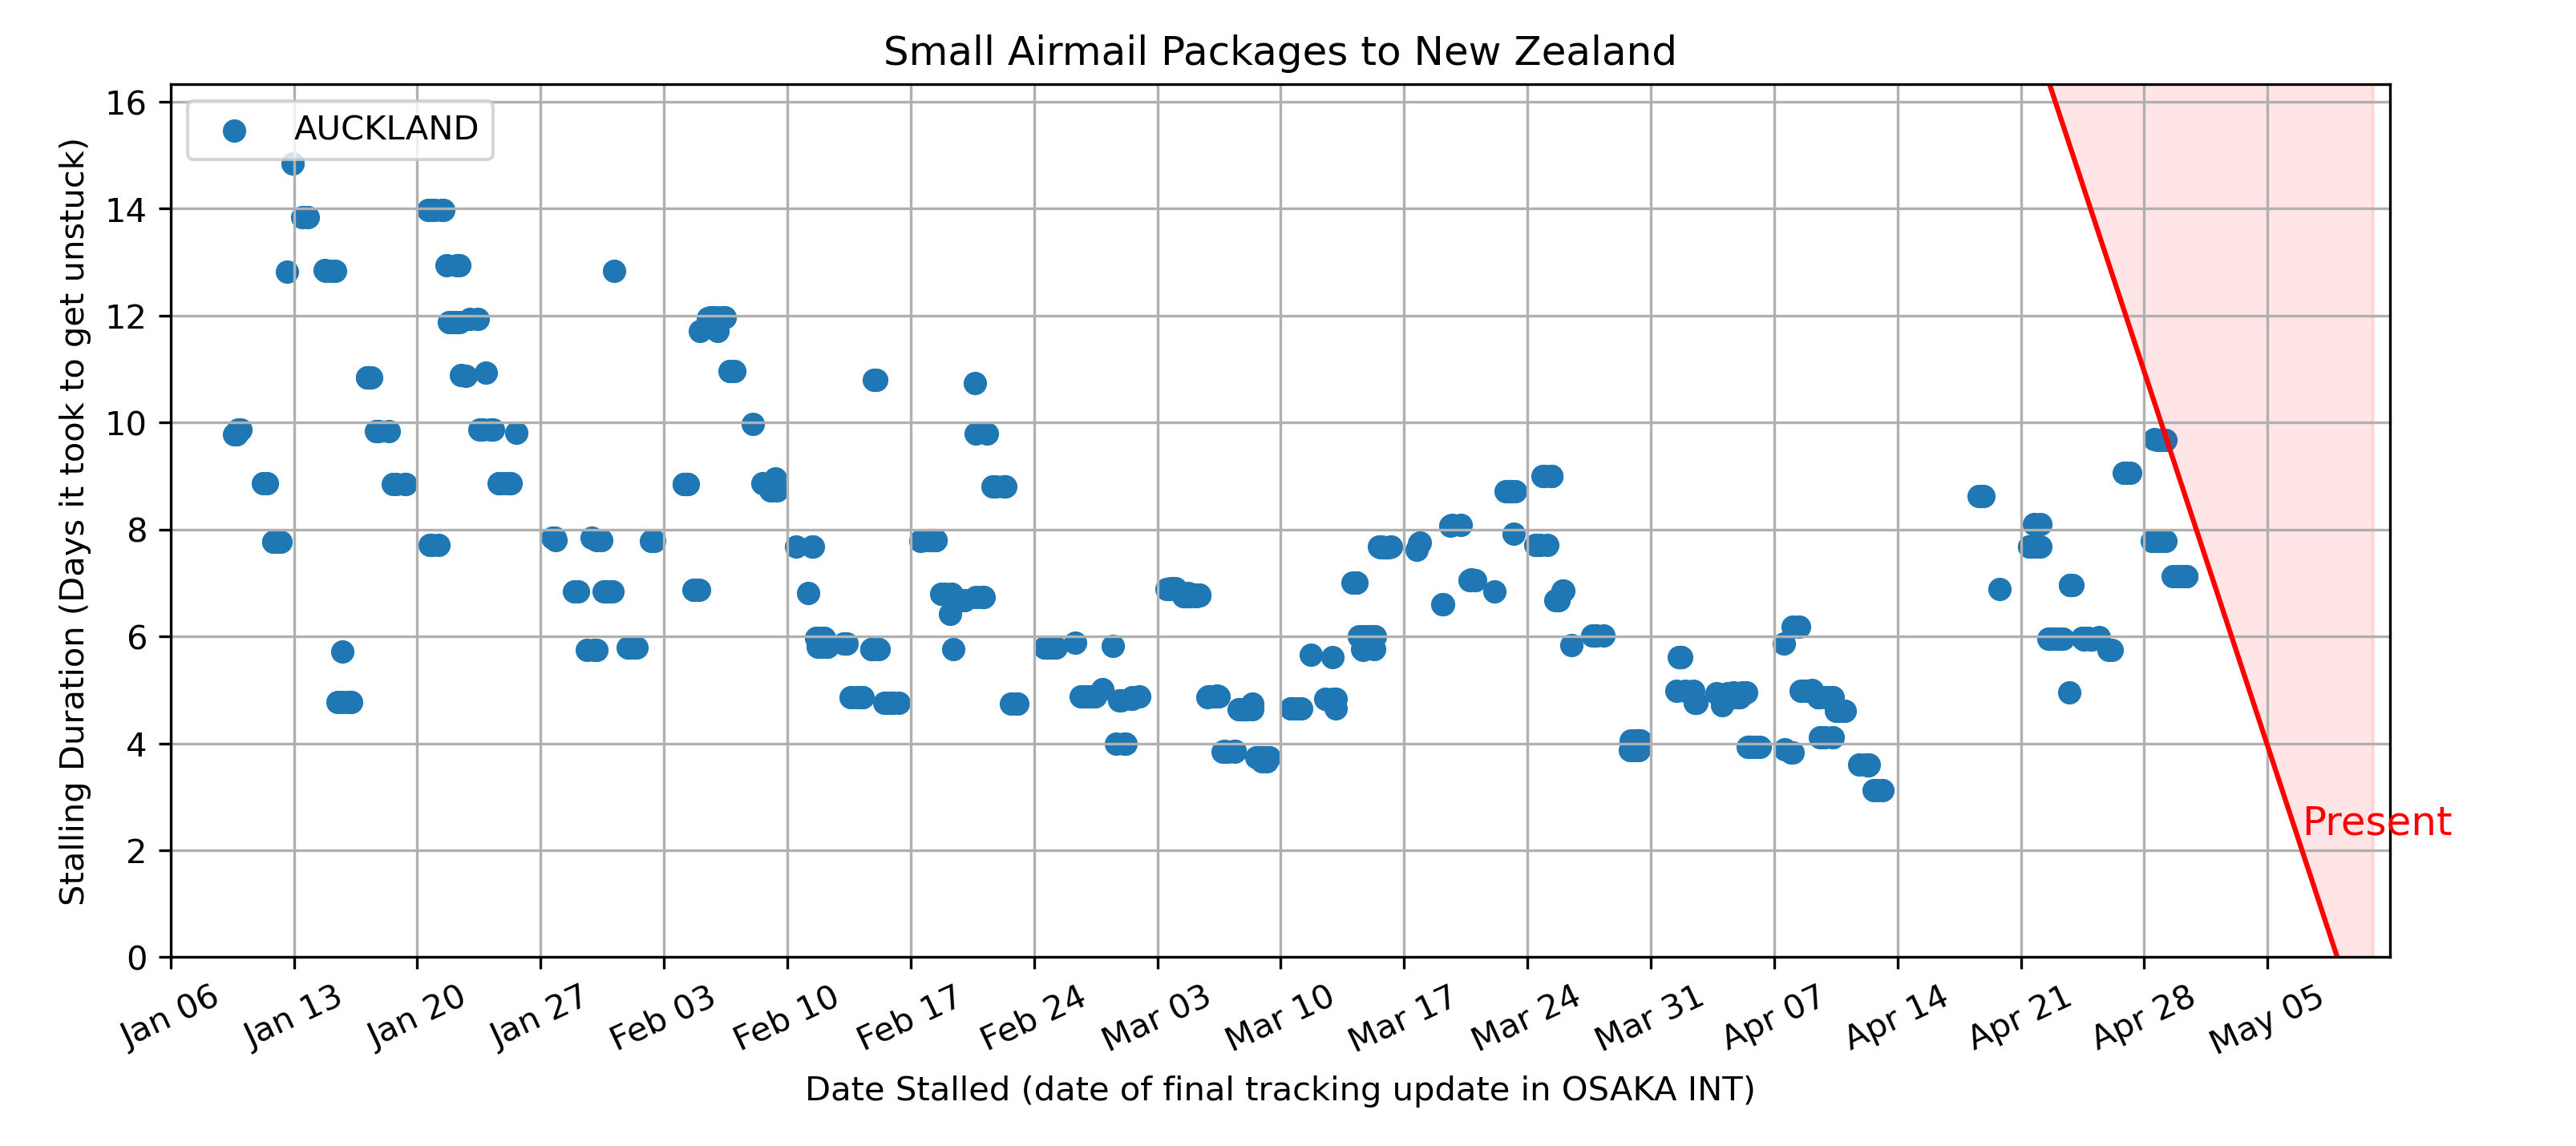 Small Airmail Packages to New Zealand
AUCKLAND
Stalling Duration (Days it took to get unstuck)
16
14
12
10
8
6
4
2
0
Present
Jan 06 Jan 13 Jan 20 Jan 27 Feb 03 Feb 10 Feb 17 Feb 24 Mar 03 Mar 10 Mar 17 Mar 24 Mar 31 Apr 07 Apr 14 Apr 21 Apr 28 May 05
Date Stalled (date of final tracking update in OSAKA INT)